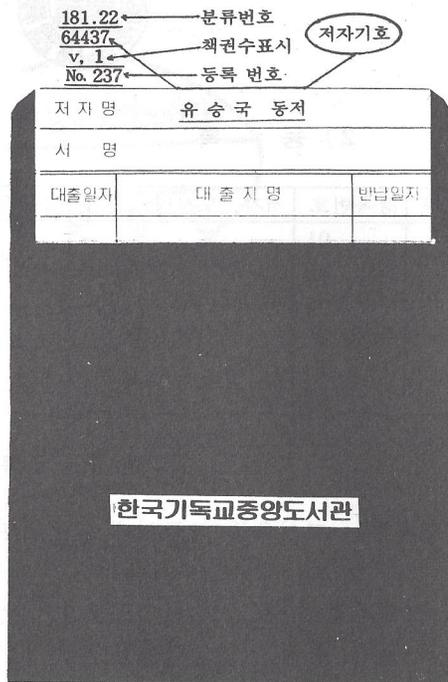 181.22 분류번호
64437 저자기호
v, 1 책권수표시
No. 237 등록 번호
저 자 명 유 승 국 동저
서 명
대출일자 대 출 자 명 반납일자
한국기독교중앙도서관